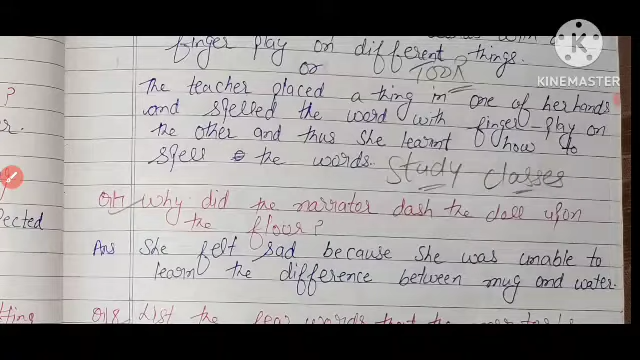 finger play on different things.
or
TOOR
KINEMASTER
The teacher placed a thing in one of her hands
and spelled the word with finger-play on
the other and thus she learnt how to
spell the words.
Study Classes
Why did the narrator dash the doll upon
the floor?
pected
Ans She felt sad because she was unable to
learn the difference between mug and water.
List the